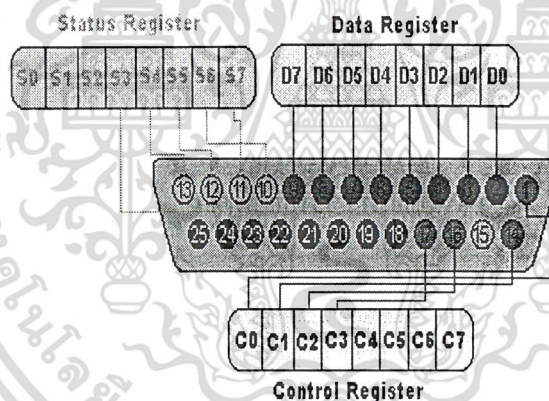 Status Register
Data Register
S0 S1 S2 S3 S4 S5 S6 S7
D7 D6 D5 D4 D3 D2 D1 D0
13 12 11 10 9 8 7 6 5 4 3 2 1
25 24 23 22 21 20 19 18 17 16 15 14
C0 C1 C2 C3 C4 C5 C6 C7
Control Register